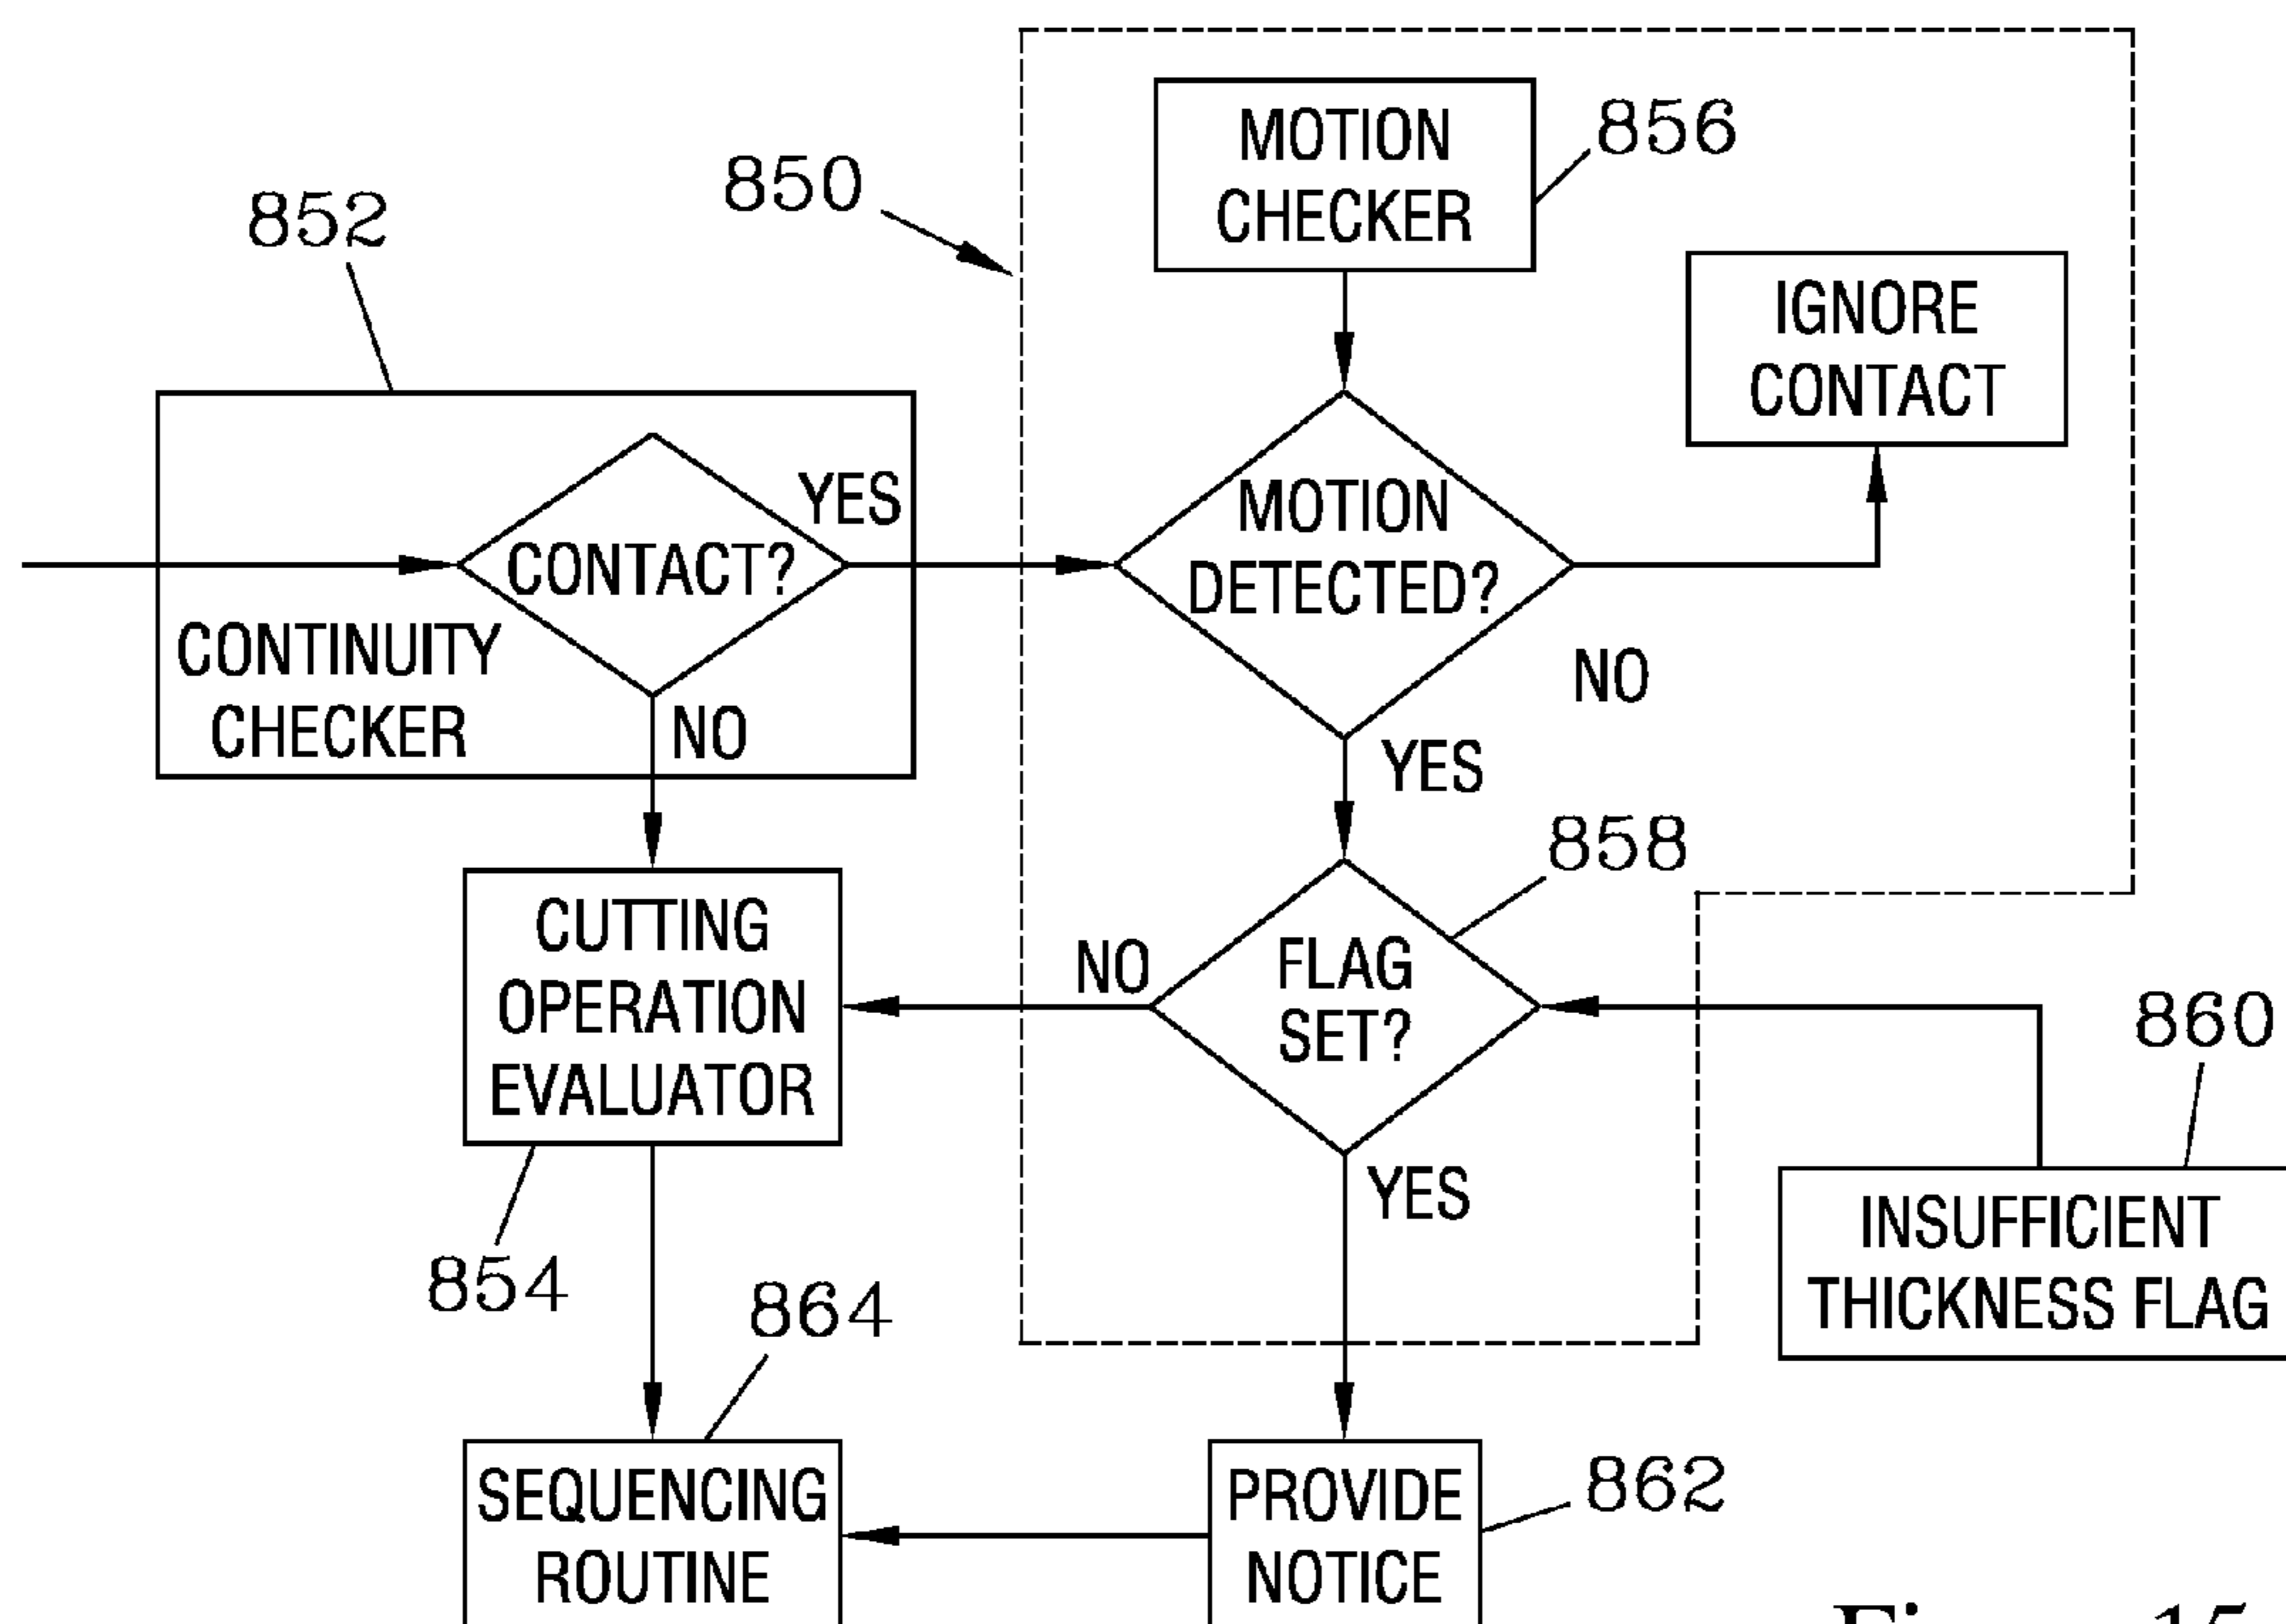 MOTION
CHECKER
856
850
852
IGNORE
CONTACT
YES
CONTACT?
MOTION
DETECTED?
CONTINUITY
CHECKER
NO
NO
YES
858
CUTTING
OPERATION
EVALUATOR
NO
FLAG
SET?
860
YES
INSUFFICIENT
THICKNESS FLAG
854
864
SEQUENCING
ROUTINE
PROVIDE
NOTICE
862